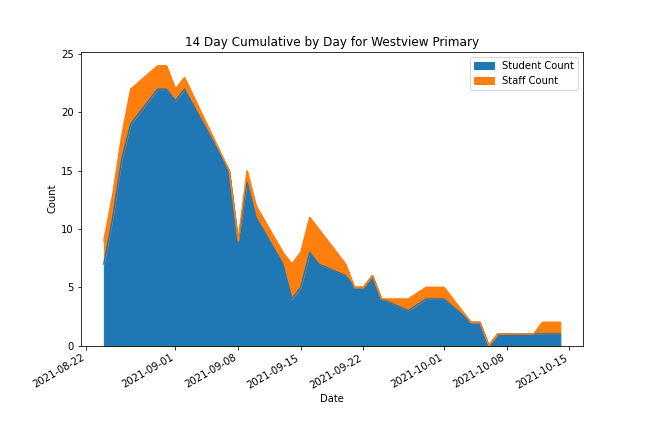 14 Day Cumulative by Day for Westview Primary
Student Count
Staff Count
Count
25
20
15
10
5
0
2021-08-22
2021-09-01
2021-09-08
2021-09-15
2021-09-22
2021-10-01
2021-10-08
2021-10-15
Date